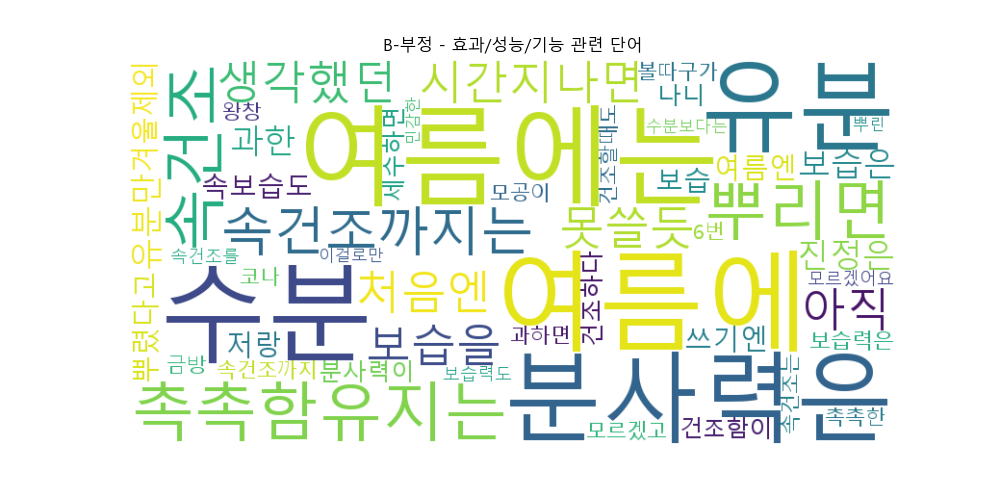 B-부정 - 효과/성능/기능 관련 단어
생각했던
시간지나면
볼따구가
나니
유분
왕창
과한
여름에는
세수하면
민감한
건조할때도
수분보다는
뿌린
속건조
속보습도
모공이
보습
여름엔
보습은
만겨울제외
유분
뿌렸다고
속건조까지는
못쓸듯
6번
뿌리면
진정은
속건조를
이걸로만
코나
수분
처음엔
여름에
건조하다
모르겠어요
아직
저랑
보습을
과하면
쓰기엔
보습력은
금방
속건조까지
분사력이
보습력도
속건조는
촉촉함유지는
분사력은
모르겠고
건조함이
촉촉한